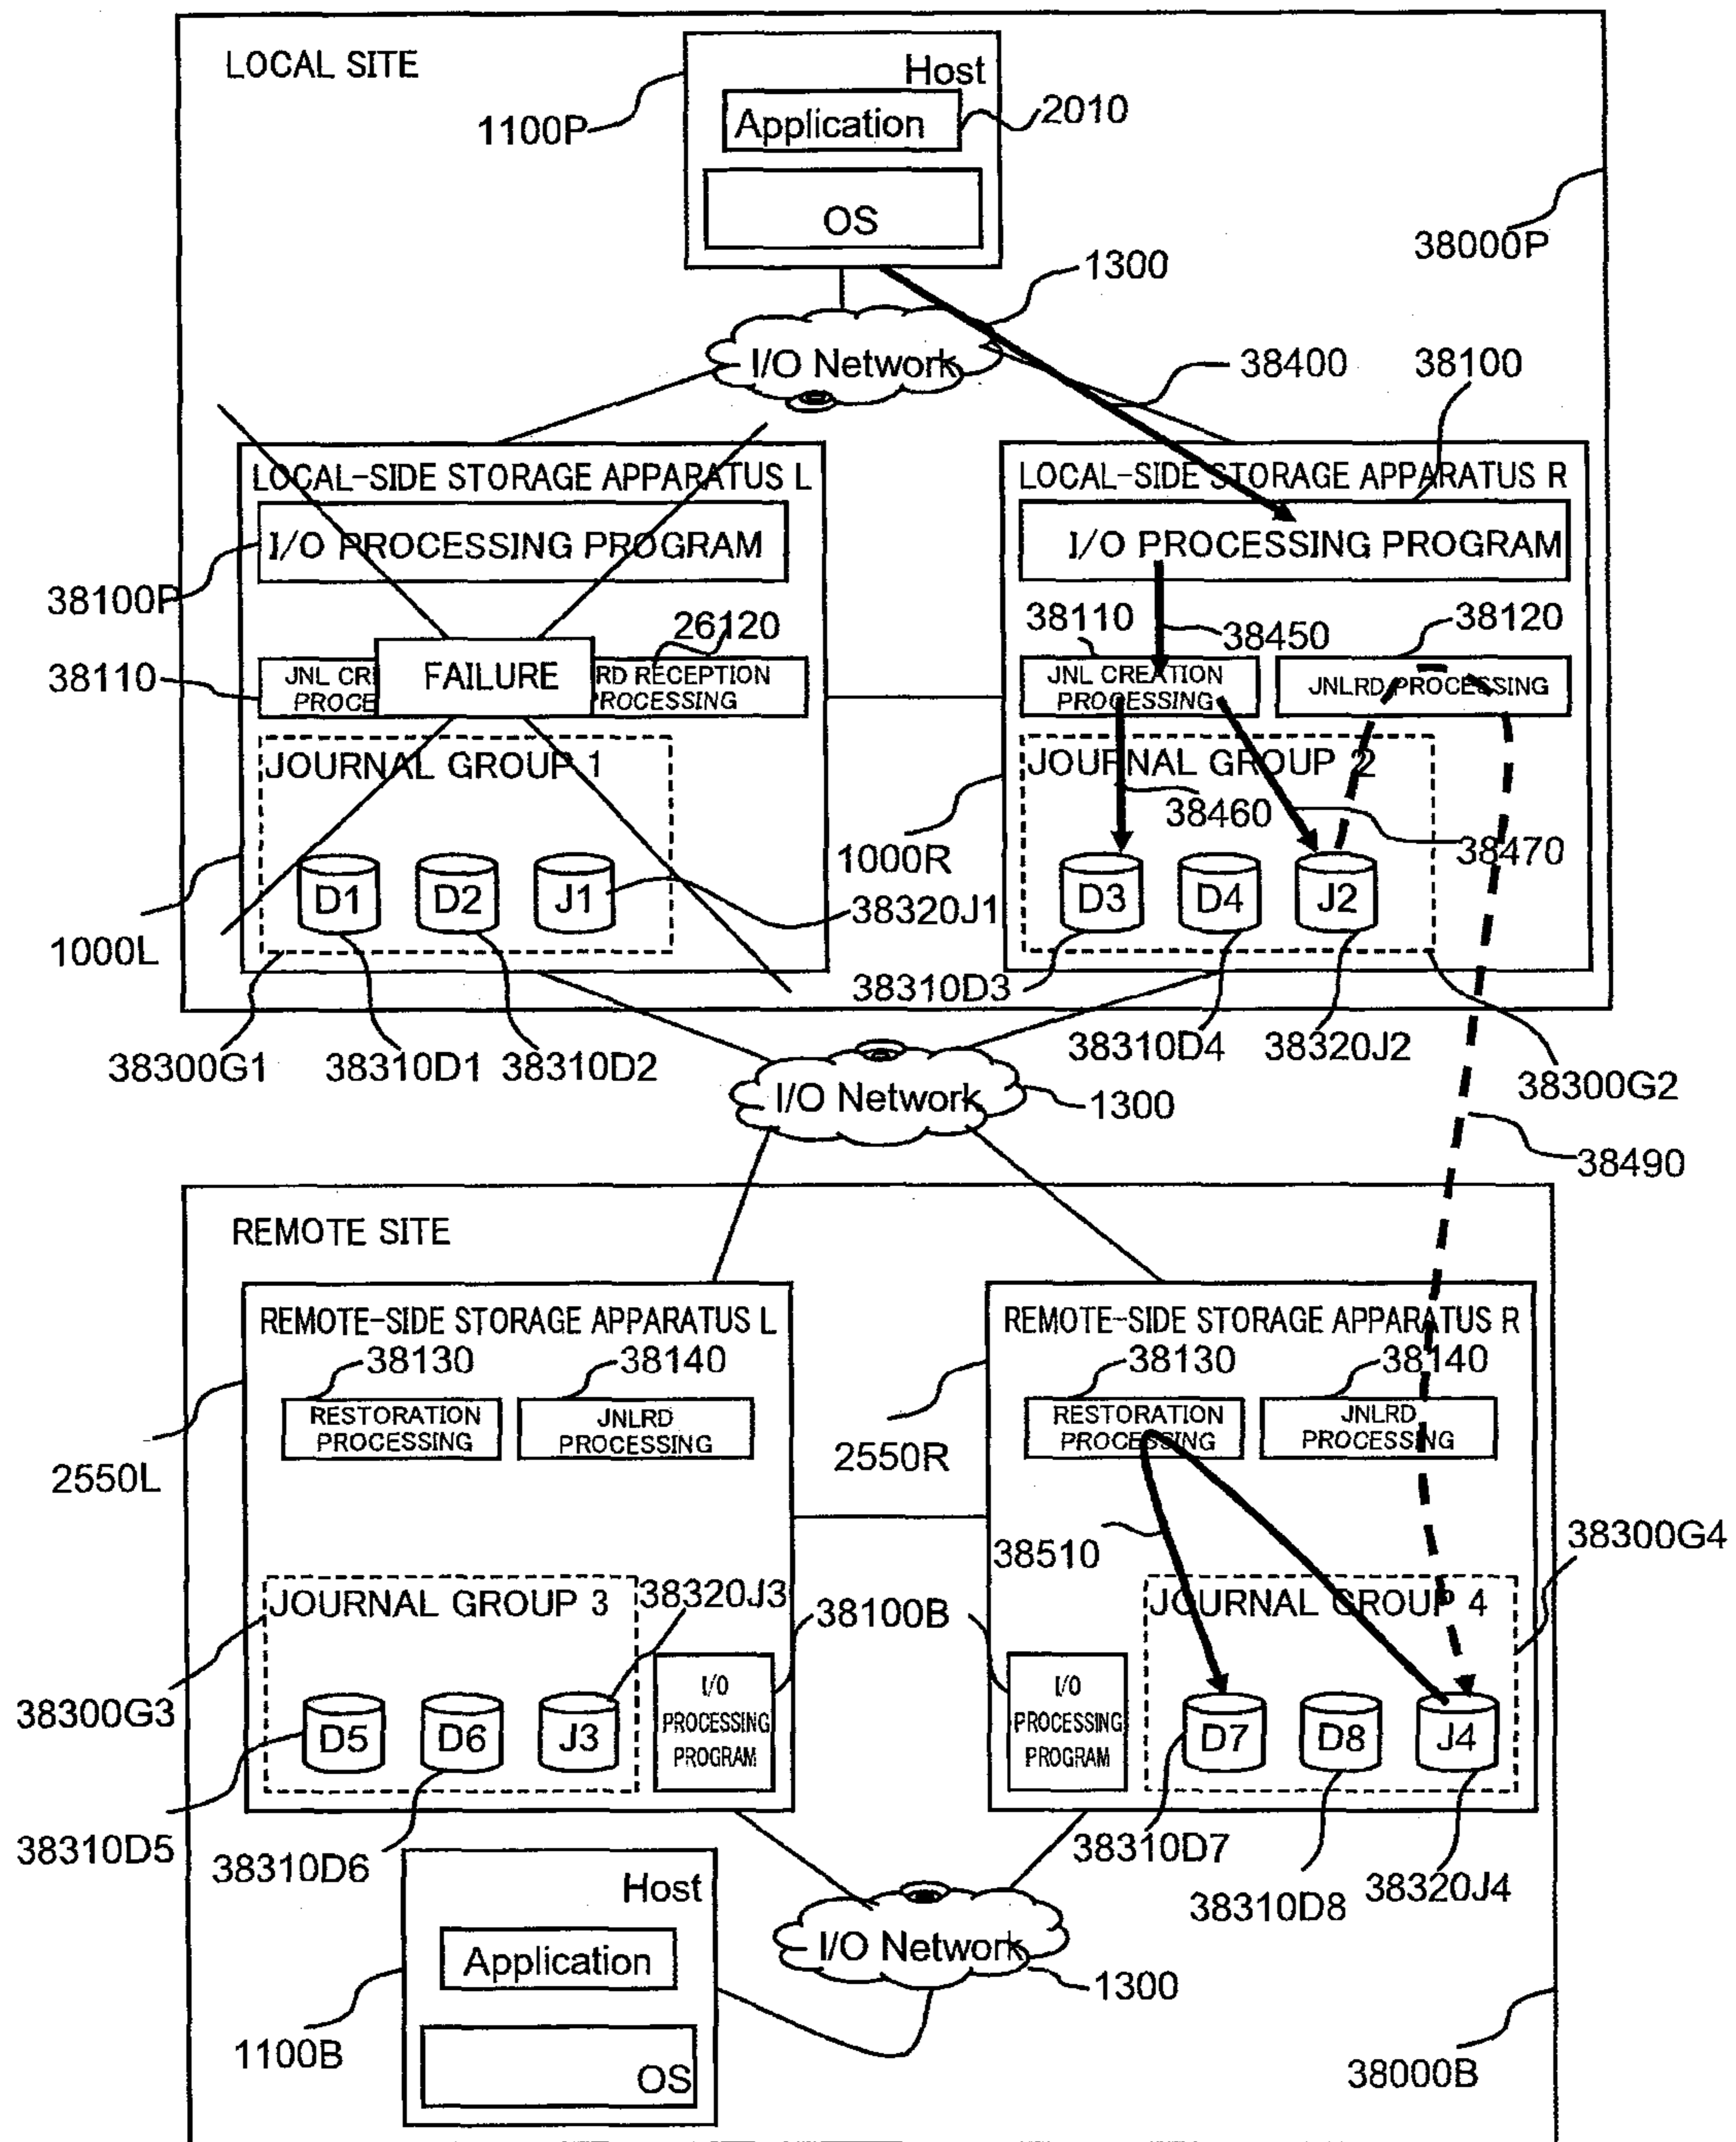 LOCAL SITE
Host
Application
2010
1100P
OS
38000P
1300
I/O Network
38400
38100
LOCAL-SIDE STORAGE APPARATUS L
LOCAL-SIDE STORAGE APPARATUS R
I/O PROCESSING PROGRAM
I/O PROCESSING PROGRAM
38100P
26120
38110
38450
38120
38110
JNL CR
PROCE
FAILURE
RD RECEPTION
ROCESSING
JNL CREATION
PROCESSING
JNLRD PROCESSING
JOURNAL GROUP 1
JOURNAL GROUP 2
38460
38470
1000R
D1
D2
J1
D3
D4
J2
38320J1
1000L
38310D3
38300G1
38310D1
38310D2
38310D4
38320J2
38300G2
I/O Network
1300
38490
REMOTE SITE
REMOTE-SIDE STORAGE APPARATUS L
REMOTE-SIDE STORAGE APPARATUS R
38130
38140
38130
38140
RESTORATION
PROCESSING
JNLRD
PROCESSING
RESTORATION
PROCESSING
JNLRD
PROCESSING
2550L
2550R
38510
38300G4
JOURNAL GROUP 3
38320J3
38100B
JOURNAL GROUP 4
38300G3
D5
D6
J3
I/O
PROCESSING
PROGRAM
I/O
PROCESSING
PROGRAM
D7
D8
J4
38310D5
38310D6
38310D7
38310D8
38320J4
Host
Application
I/O Network
1300
1100B
OS
38000B